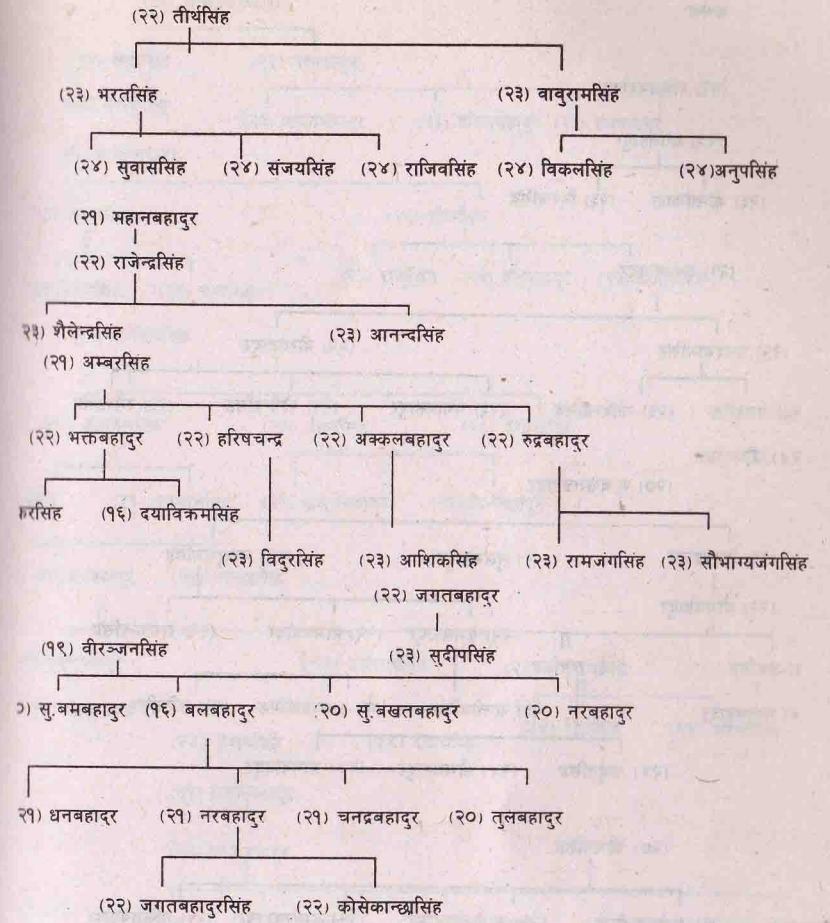 (२२) तीर्थसिंह
(२३) भरतसिंह (२३) वाबुरामसिंह
(२४) सुवाससिंह (२४) संजयसिंह (२४) राजिवसिंह (२४) विकलसिंह (२४)अनुपसिंह
(२१) महानबहादुर
(२२) राजेन्द्रसिंह
२३) शैलेन्द्रसिंह (२३) आनन्दसिंह
(२१) अम्बरसिंह
(२२) भक्तबहादुर (२२) हरिषचन्द्र (२२) अक्कलबहादुर (२२) रुद्रबहादुर
रसिंह (१६) दयाविक्रमसिंह
(२३) विदुरसिंह (२३) आशिकसिंह (२३) रामजंगसिंह (२३) सौभाग्यजंगसिंह
(२२) जगतबहादुर
(१९) वीरञ्जनसिंह (२३) सुदीपसिंह
०) सु.बमबहादुर (१६) बलबहादुर २०) सु.बखतबहादुर (२०) नरबहादुर
२१) धनबहादुर (२१) नरबहादुर (२१) चनद्रबहादुर (२०) तुलबहादुर
(२२) जगतबहादुरसिंह (२२) कोसेकान्छासिंह